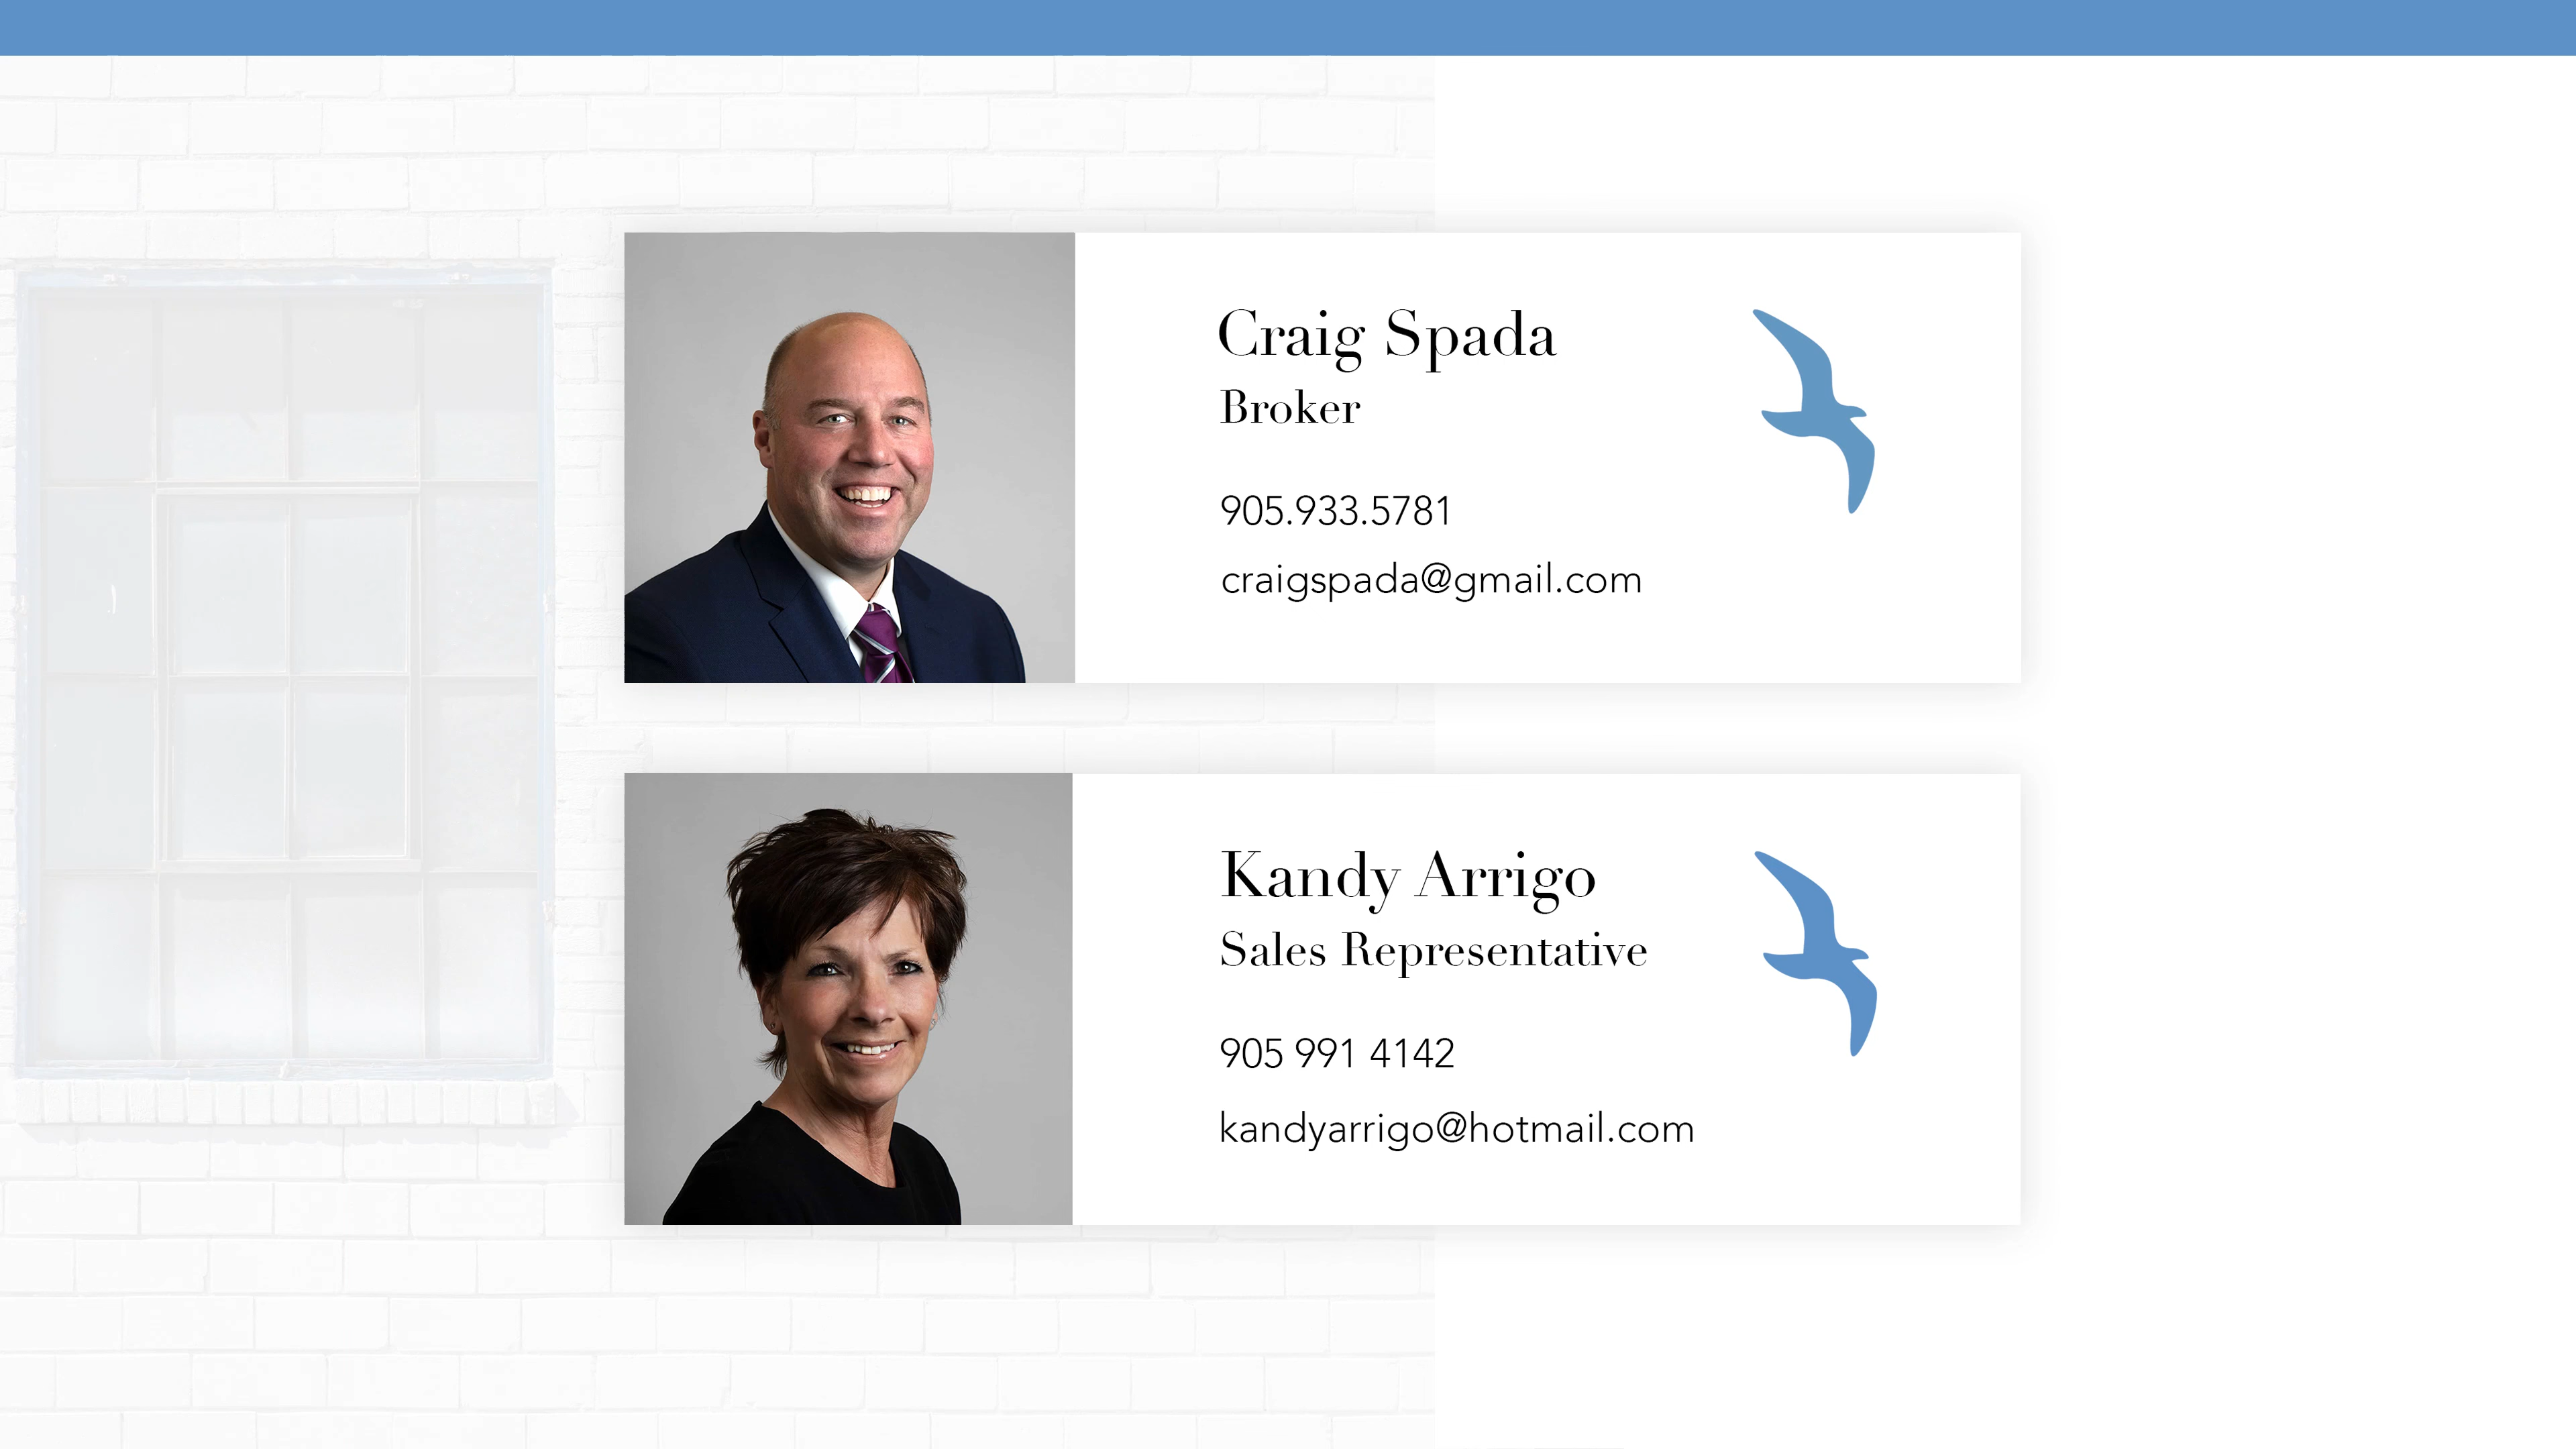 Craig Spada
Broker
905.933.5781
craigspada@gmail.com
Kandy Arrigo
Sales Representative
905 991 4142
kandyarrigo@hotmail.com